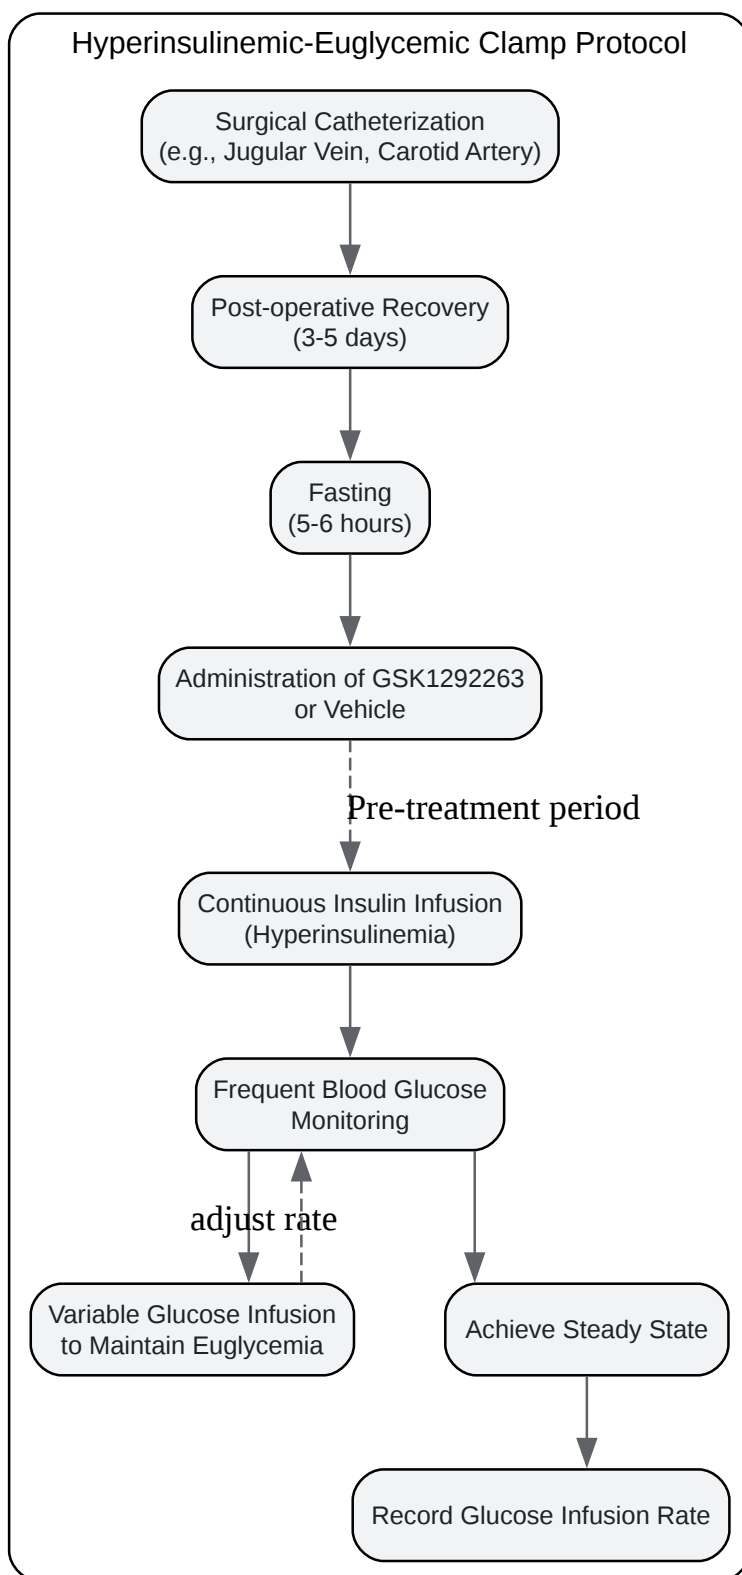 Hyperinsulinemic-Euglycemic Clamp Protocol
Surgical Catheterization
(e.g., Jugular Vein, Carotid Artery)
Post-operative Recovery
(3-5 days)
Fasting
(5-6 hours)
Administration of GSK1292263
or Vehicle
Pre-treatment period
Continuous Insulin Infusion
(Hyperinsulinemia)
Frequent Blood Glucose
Monitoring
adjust rate
Variable Glucose Infusion
to Maintain Euglycemia
Achieve Steady State
Record Glucose Infusion Rate